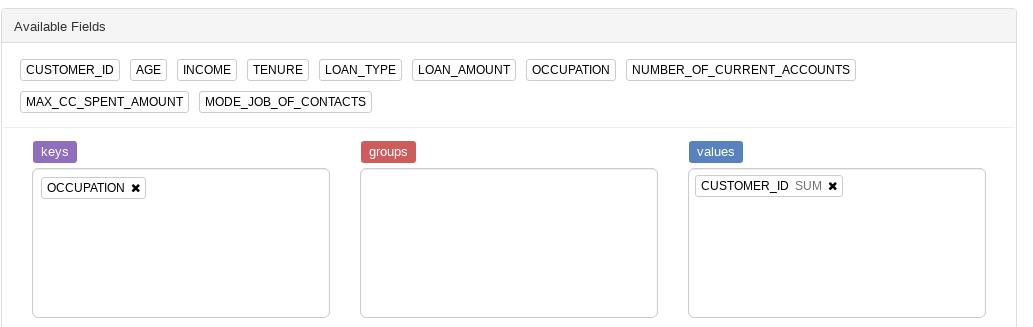 Available Fields
CUSTOMER_ID AGE INCOME TENURE LOAN_TYPE LOAN_AMOUNT OCCUPATION NUMBER_OF_CURRENT_ACCOUNTS
MAX_CC_SPENT_AMOUNT MODE_JOB_OF_CONTACTS
keys groups values
OCCUPATION ✖ CUSTOMER_ID SUM ✖